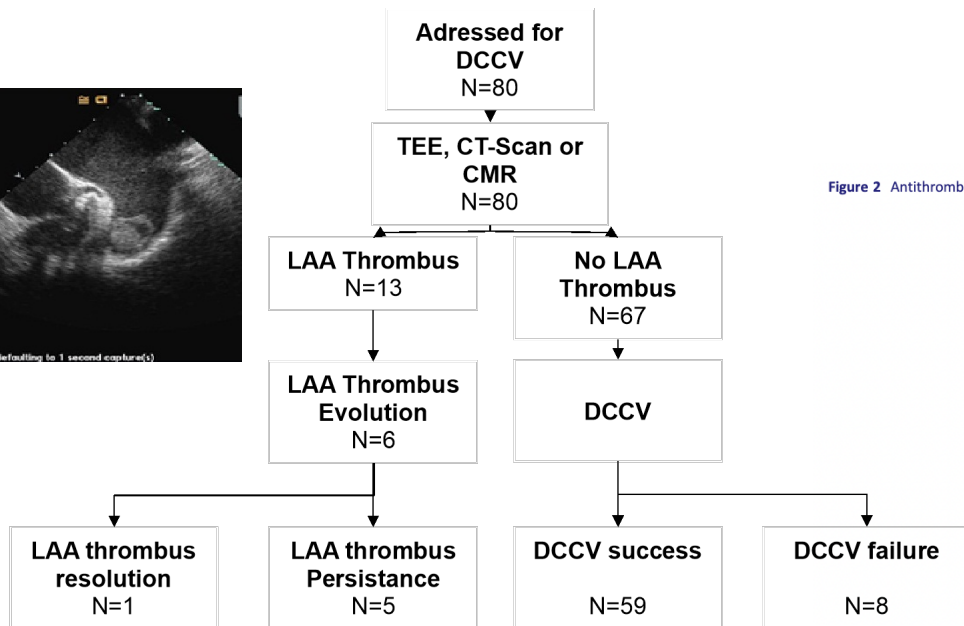 Adressed for
DCCV
N=80
TEE, CT-Scan or
CMR
N=80
Figure 2 Antithromb
LAA Thrombus
N=13
No LAA
Thrombus
N=67
efaulting to 1 second capture(s)
LAA Thrombus
Evolution
N=6
DCCV
LAA thrombus
resolution
N=1
LAA thrombus
Persistance
N=5
DCCV success
N=59
DCCV failure
N=8